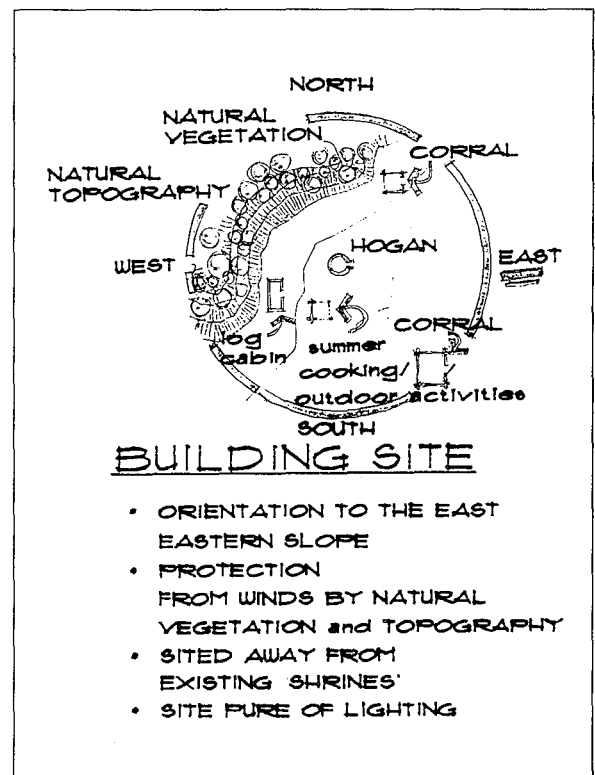 NORTH
NATURAL
VEGETATION
CORRAL
NATURAL
TOPOGRAPHY
HOGAN
WEST
EAST
CORRAL
log
cabin
summer
cooking/
outdoor activities
SOUTH
BUILDING SITE
• ORIENTATION TO THE EAST
EASTERN SLOPE
• PROTECTION
FROM WINDS BY NATURAL
VEGETATION and TOPOGRAPHY
• SITED AWAY FROM
EXISTING SHRINES'
• SITE PURE OF LIGHTING